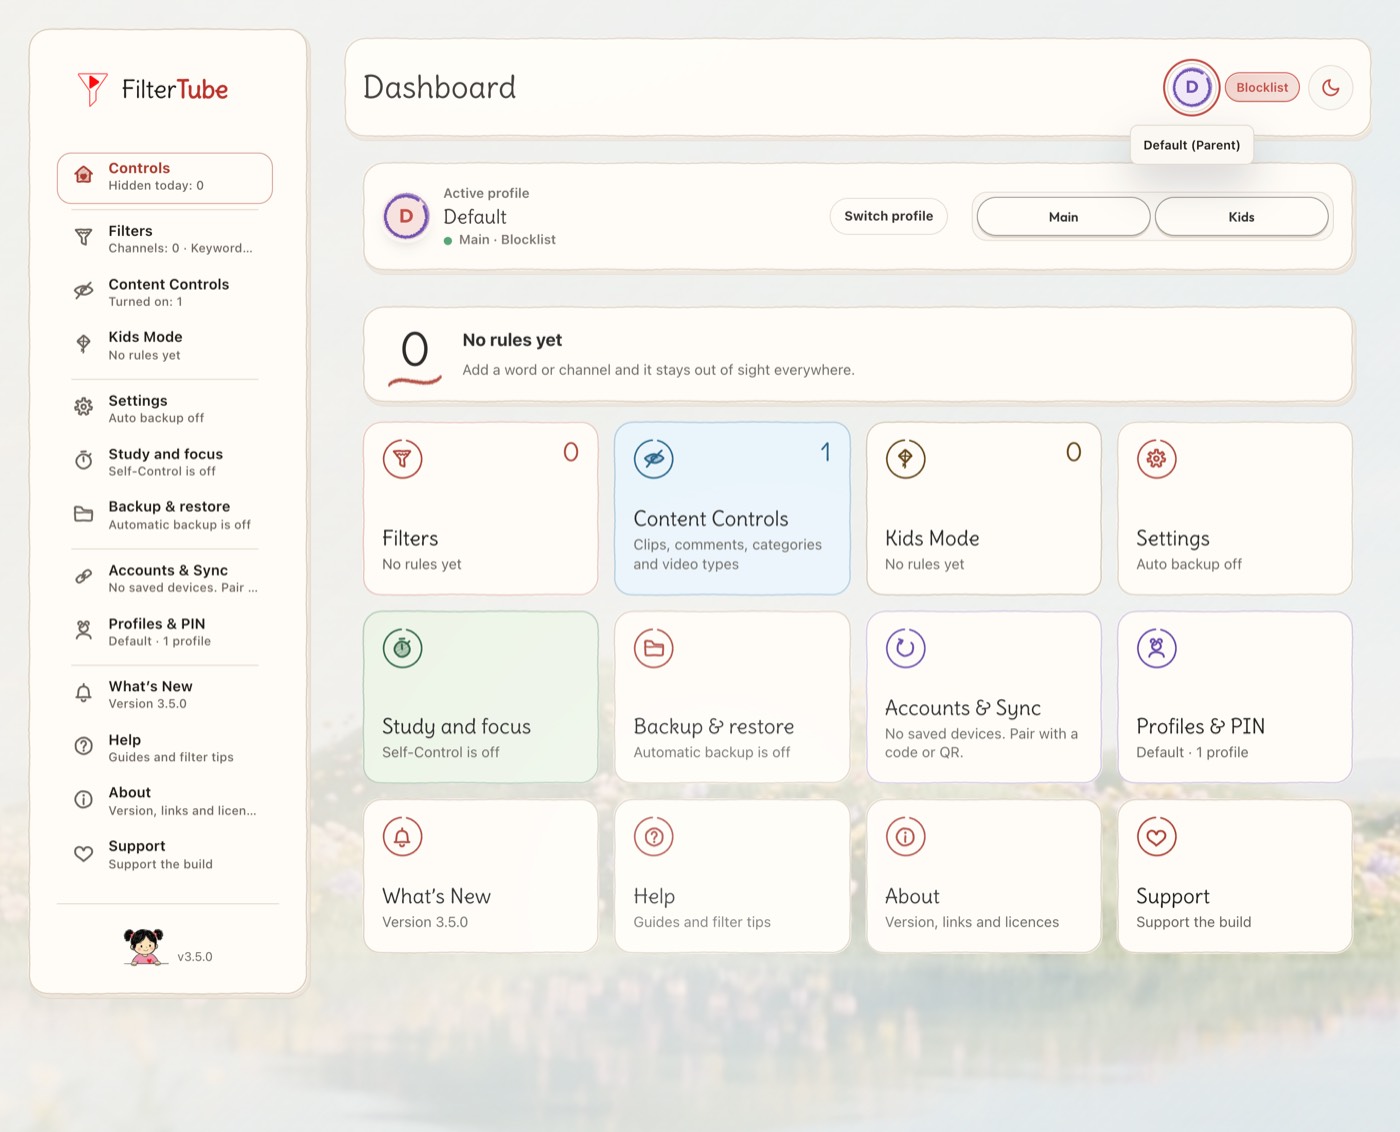 FilterTube
Controls
Hidden today: 0
Filters
Channels: 0 · Keyword...
Content Controls
Turned on: 1
Kids Mode
No rules yet
Settings
Auto backup off
Study and focus
Self-Control is off
Backup & restore
Automatic backup is off
Accounts & Sync
No saved devices. Pair ...
Profiles & PIN
Default · 1 profile
What's New
Version 3.5.0
Help
Guides and filter tips
About
Version, links and licen...
Support
Support the build
v3.5.0
Dashboard
D
Blocklist
Default (Parent)
D
Active profile
Default
Main · Blocklist
Switch profile
Main
Kids
0
No rules yet
Add a word or channel and it stays out of sight everywhere.
0
Filters
No rules yet
1
Content Controls
Clips, comments, categories
and video types
0
Kids Mode
No rules yet
Settings
Auto backup off
Study and focus
Self-Control is off
Backup & restore
Automatic backup is off
Accounts & Sync
No saved devices. Pair with a
code or QR.
Profiles & PIN
Default · 1 profile
What's New
Version 3.5.0
Help
Guides and filter tips
About
Version, links and licences
Support
Support the build